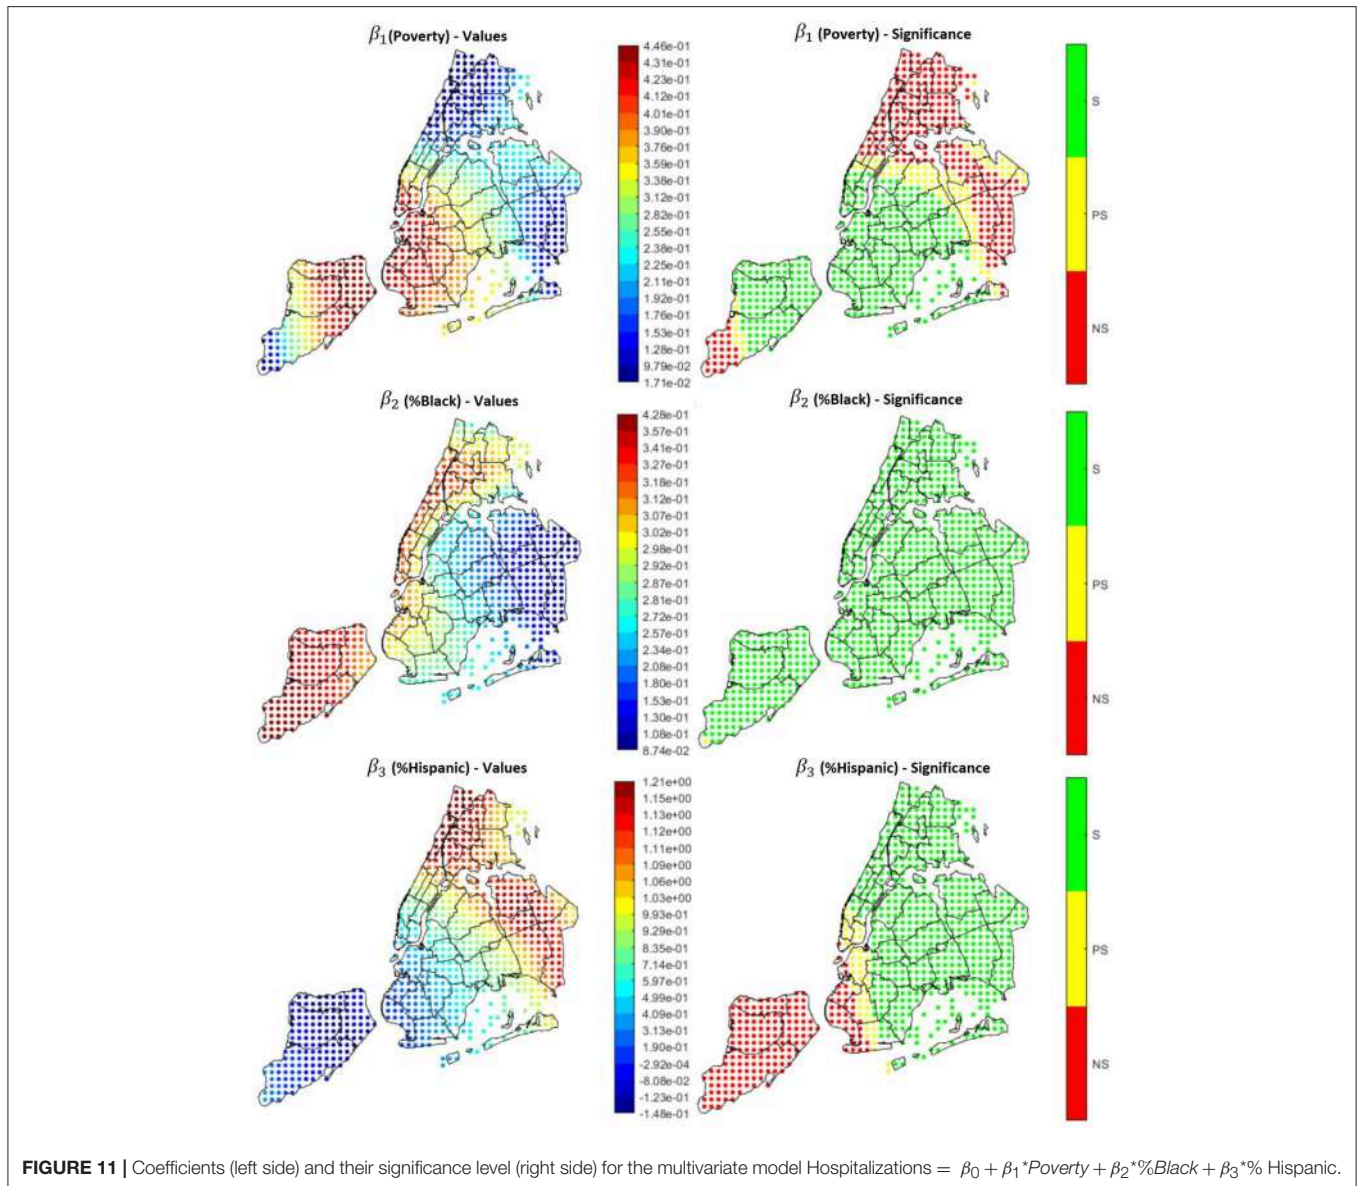 β₁(Poverty) - Values
4.46e-01
4.31e-01
4.23e-01
4.12e-01
4.01e-01
3.90e-01
3.76e-01
3.59e-01
3.38e-01
3.12e-01
2.82e-01
2.55e-01
2.38e-01
2.25e-01
2.11e-01
1.92e-01
1.76e-01
1.53e-01
1.28e-01
9.79e-02
1.71e-02
β₁ (Poverty) - Significance
S
PS
NS
β₂ (%Black) - Values
4.28e-01
3.57e-01
3.41e-01
3.27e-01
3.18e-01
3.12e-01
3.07e-01
3.02e-01
2.98e-01
2.92e-01
2.87e-01
2.81e-01
2.72e-01
2.57e-01
2.34e-01
2.08e-01
1.80e-01
1.53e-01
1.30e-01
1.08e-01
8.74e-02
β₂ (%Black) - Significance
S
PS
NS
β₃ (%Hispanic) - Values
1.21e+00
1.15e+00
1.13e+00
1.12e+00
1.11e+00
1.09e+00
1.06e+00
1.03e+00
9.93e-01
9.29e-01
8.35e-01
7.14e-01
5.97e-01
4.99e-01
4.09e-01
3.13e-01
1.90e-01
-2.92e-04
-8.08e-02
-1.23e-01
-1.48e-01
β₃ (%Hispanic) - Significance
S
PS
NS
FIGURE 11 | Coefficients (left side) and their significance level (right side) for the multivariate model Hospitalizations = β₀ + β₁*Poverty + β₂*%Black + β₃*% Hispanic.